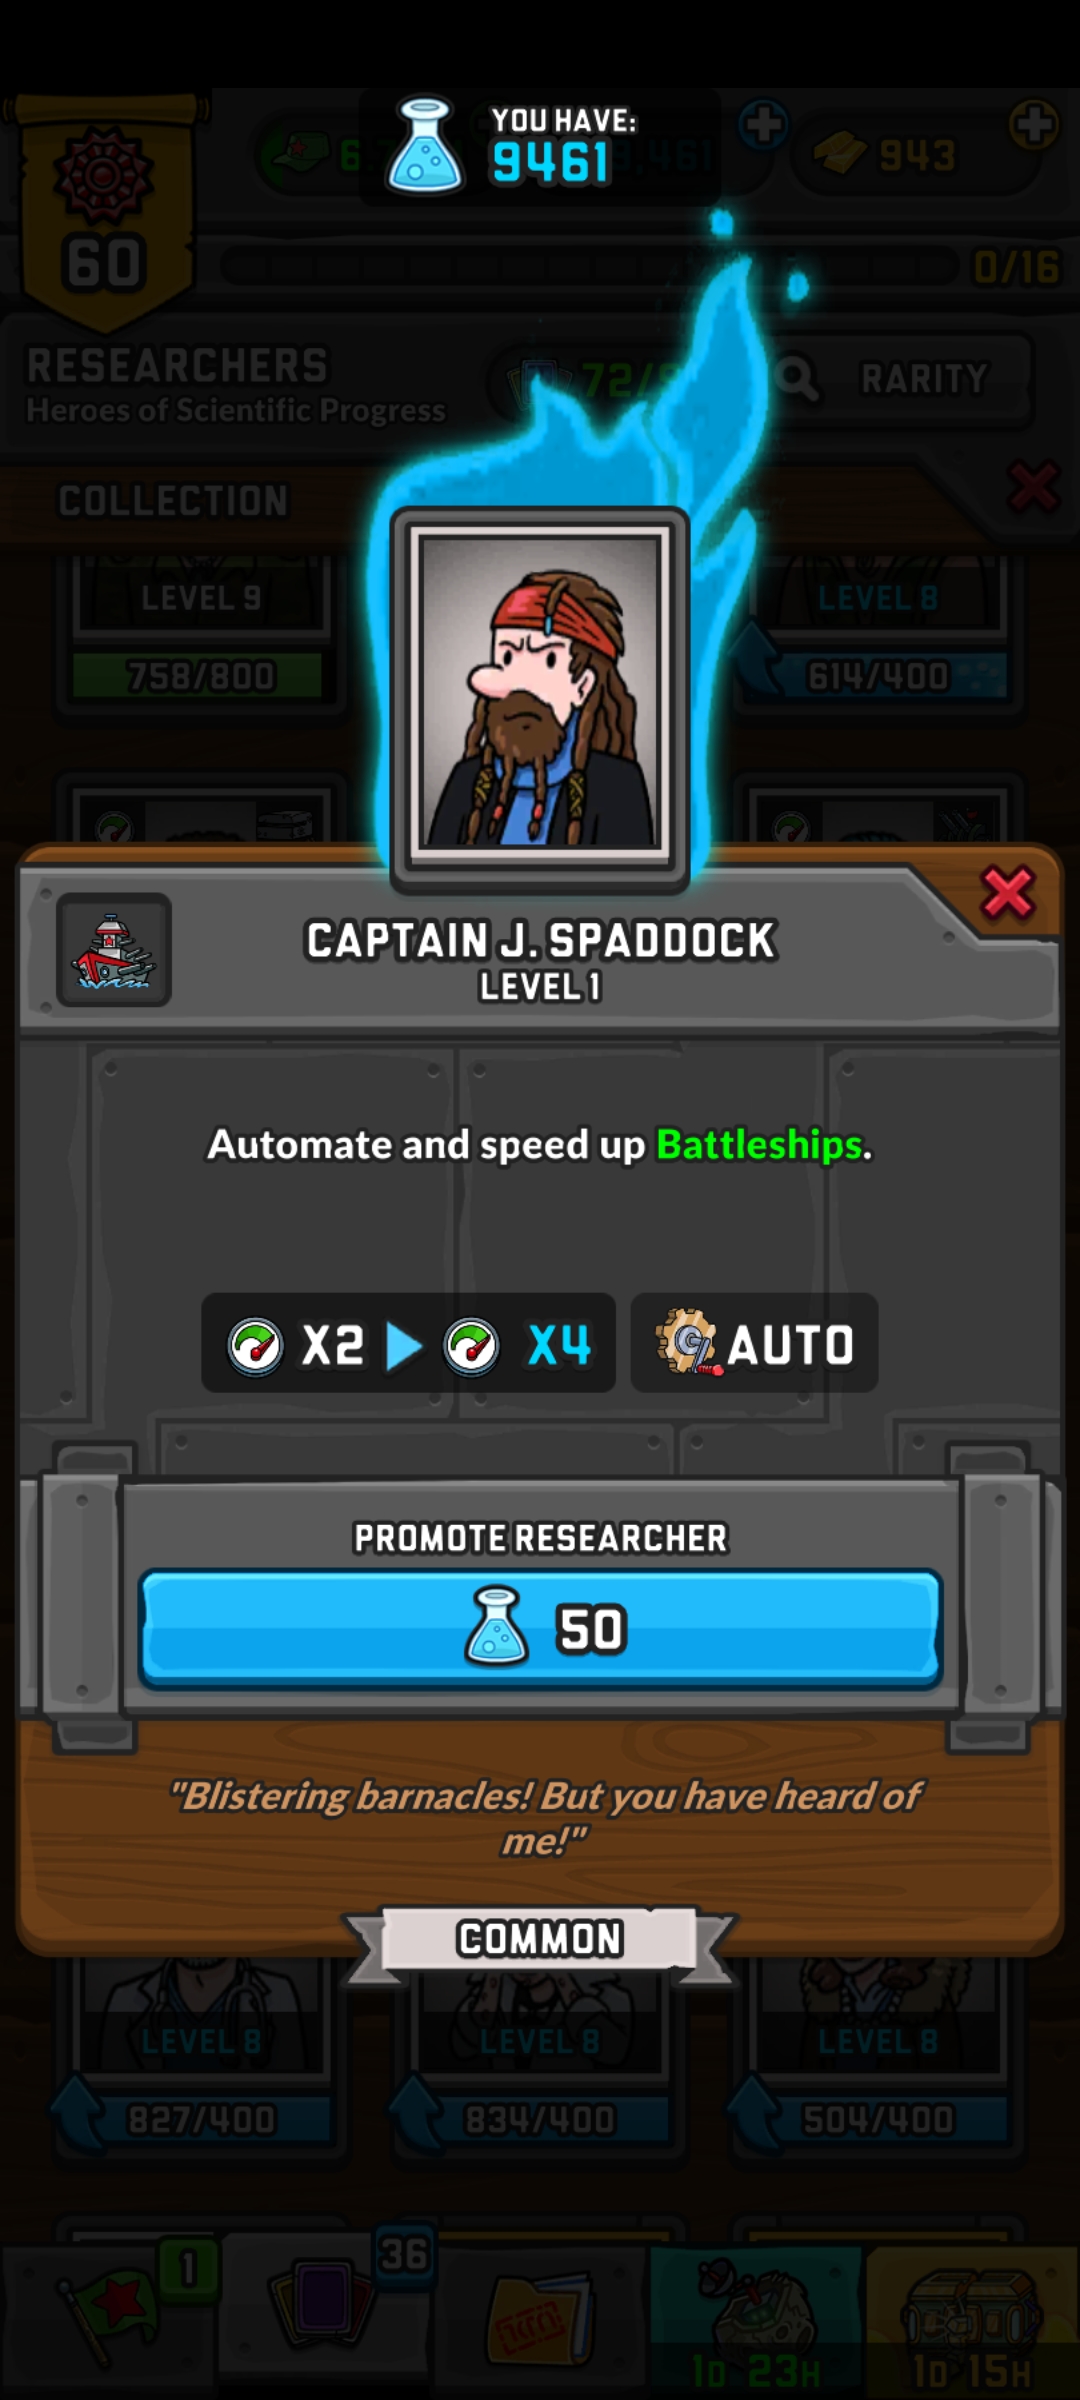 YOU HAVE:
9461
943
60
0/16
RESEARCHERS
Heroes of Scientific Progress
RARITY
COLLECTION
LEVEL 9
LEVEL 8
758/800
614/400
CAPTAIN J. SPADDOCK
LEVEL 1
Automate and speed up Battleships.
X2
X4
AUTO
PROMOTE RESEARCHER
50
"Blistering barnacles! But you have heard of
me!"
COMMON
LEVEL 8
LEVEL 8
LEVEL 8
827/400
834/400
504/400
1
36
1D 23H
1D 15H